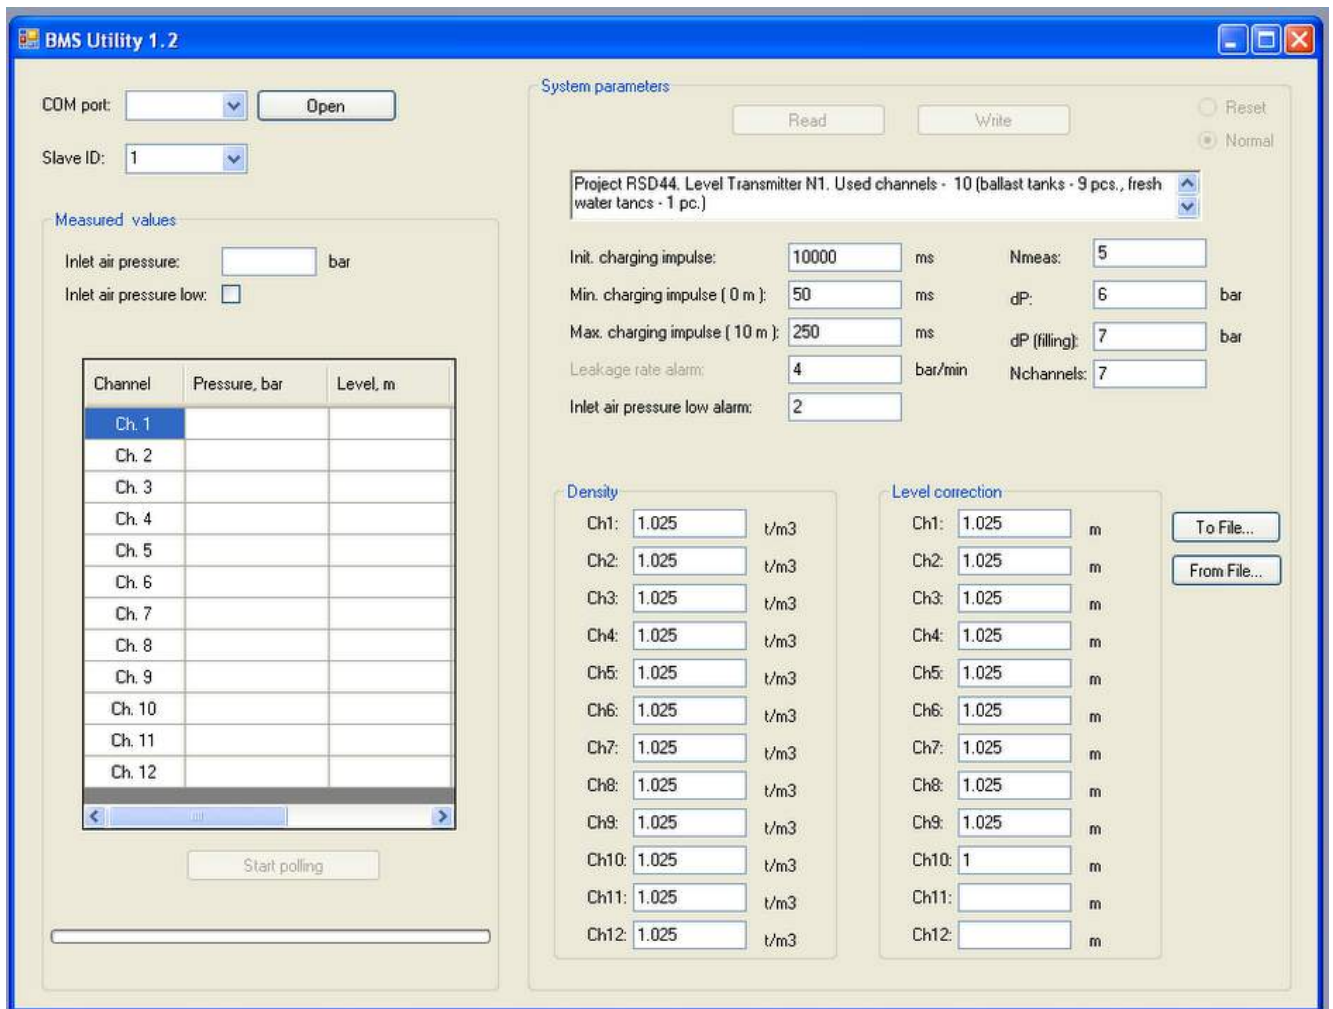 BMS Utility 1.2
COM port:
Open
Slave ID: 1
Measured values
Inlet air pressure: bar
Inlet air pressure low:
Channel Pressure, bar Level, m
Ch. 1
Ch. 2
Ch. 3
Ch. 4
Ch. 5
Ch. 6
Ch. 7
Ch. 8
Ch. 9
Ch. 10
Ch. 11
Ch. 12
Start polling
System parameters
Read Write Reset
Normal
Project RSD44. Level Transmitter N1. Used channels - 10 (ballast tanks - 9 pcs., fresh
water tancs - 1 pc.)
Init. charging impulse: 10000 ms Nmeas: 5
Min. charging impulse ( 0 m ): 50 ms dP: 6 bar
Max. charging impulse ( 10 m ): 250 ms dP (filling): 7 bar
Leakage rate alarm: 4 bar/min Nchannels: 7
Inlet air pressure low alarm: 2
Density
Ch1: 1.025 t/m3
Ch2: 1.025 t/m3
Ch3: 1.025 t/m3
Ch4: 1.025 t/m3
Ch5: 1.025 t/m3
Ch6: 1.025 t/m3
Ch7: 1.025 t/m3
Ch8: 1.025 t/m3
Ch9: 1.025 t/m3
Ch10: 1.025 t/m3
Ch11: 1.025 t/m3
Ch12: 1.025 t/m3
Level correction
Ch1: 1.025 m
Ch2: 1.025 m
Ch3: 1.025 m
Ch4: 1.025 m
Ch5: 1.025 m
Ch6: 1.025 m
Ch7: 1.025 m
Ch8: 1.025 m
Ch9: 1.025 m
Ch10: 1 m
Ch11: m
Ch12: m
To File...
From File...